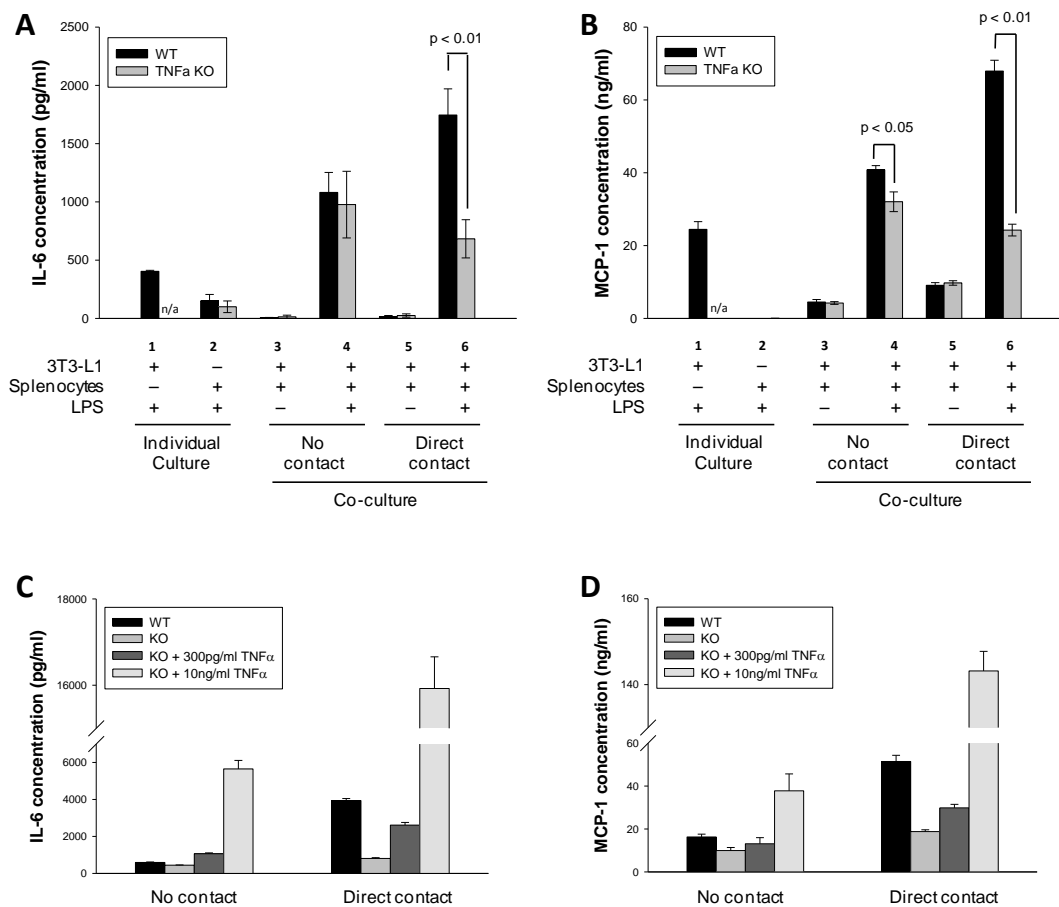 A
IL-6 concentration (pg/ml)
2500
2000
1500
1000
500
0
WT
TNFa KO
p < 0.01
n/a
1 2 3 4 5 6
3T3-L1 + – + + + +
Splenocytes – + + + + +
LPS + + – + – +
Individual Culture
No contact
Direct contact
Co-culture
B
MCP-1 concentration (ng/ml)
80
60
40
20
0
WT
TNFa KO
p < 0.05
p < 0.01
n/a
1 2 3 4 5 6
3T3-L1 + – + + + +
Splenocytes – + + + + +
LPS + + – + – +
Individual Culture
No contact
Direct contact
Co-culture
C
IL-6 concentration (pg/ml)
18000
16000
6000
4000
2000
0
WT
KO
KO + 300pg/ml TNFα
KO + 10ng/ml TNFα
No contact Direct contact
D
MCP-1 concentration (ng/ml)
160
140
60
40
20
0
WT
KO
KO + 300pg/ml TNFα
KO + 10ng/ml TNFα
No contact Direct contact